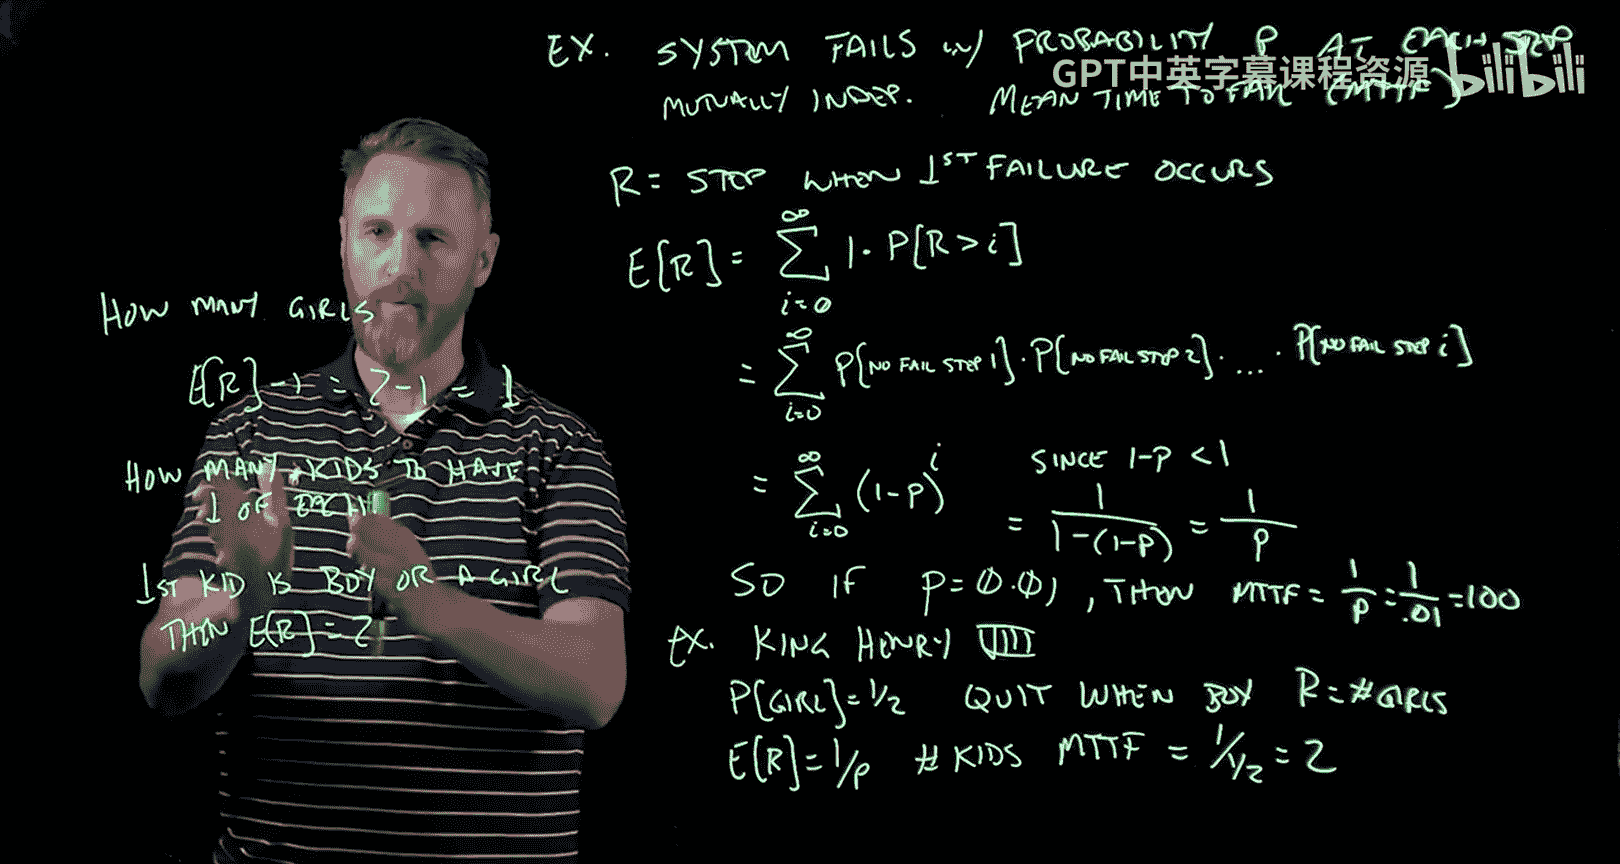 EX. SYSTEM FAILS w/ PROBABILITY P AT EACH STEP
MUTUALLY INDEP. MEAN TIME TO FAIL (MTTF)
GPT中英字幕课程资源 bilibili
R = STEP WHEN 1ST FAILURE OCCURS
E[R] = ∞ Σ i=0 1 · P[R > i]
= ∞ Σ i=0 P[NO FAIL STEP 1] · P[NO FAIL STEP 2] · ... · P[NO FAIL STEP i]
= ∞ Σ i=0 (1-p)^i SINCE 1-P < 1
= 1/(1-(1-P)) = 1/P
SO IF p = 0.01, THEN MTTF = 1/P = 1/.01 = 100
EX. KING HENRY VIII
P[GIRL] = 1/2 QUIT WHEN BOY R = # GIRLS
E[R] = 1/p # KIDS MTTF = 1/1/2 = 2
HOW MANY GIRLS
E[R] - 1 = 2 - 1 = 1
HOW MANY KIDS TO HAVE
1 OF EACH
1ST KID IS BOY OR A GIRL
THEN E[R] = 2